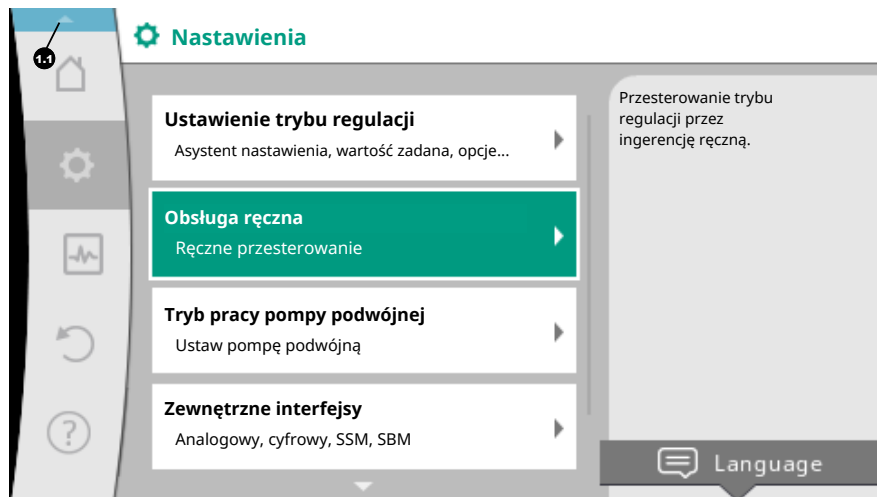 1.1
Nastawienia
Ustawienie trybu regulacji
Asystent nastawienia, wartość zadana, opcje...
Obsługa ręczna
Ręczne przesterowanie
Tryb pracy pompy podwójnej
Ustaw pompę podwójną
Zewnętrzne interfejsy
Analogowy, cyfrowy, SSM, SBM
Przesterowanie trybu
regulacji przez
ingerencję ręczną.
?
Language